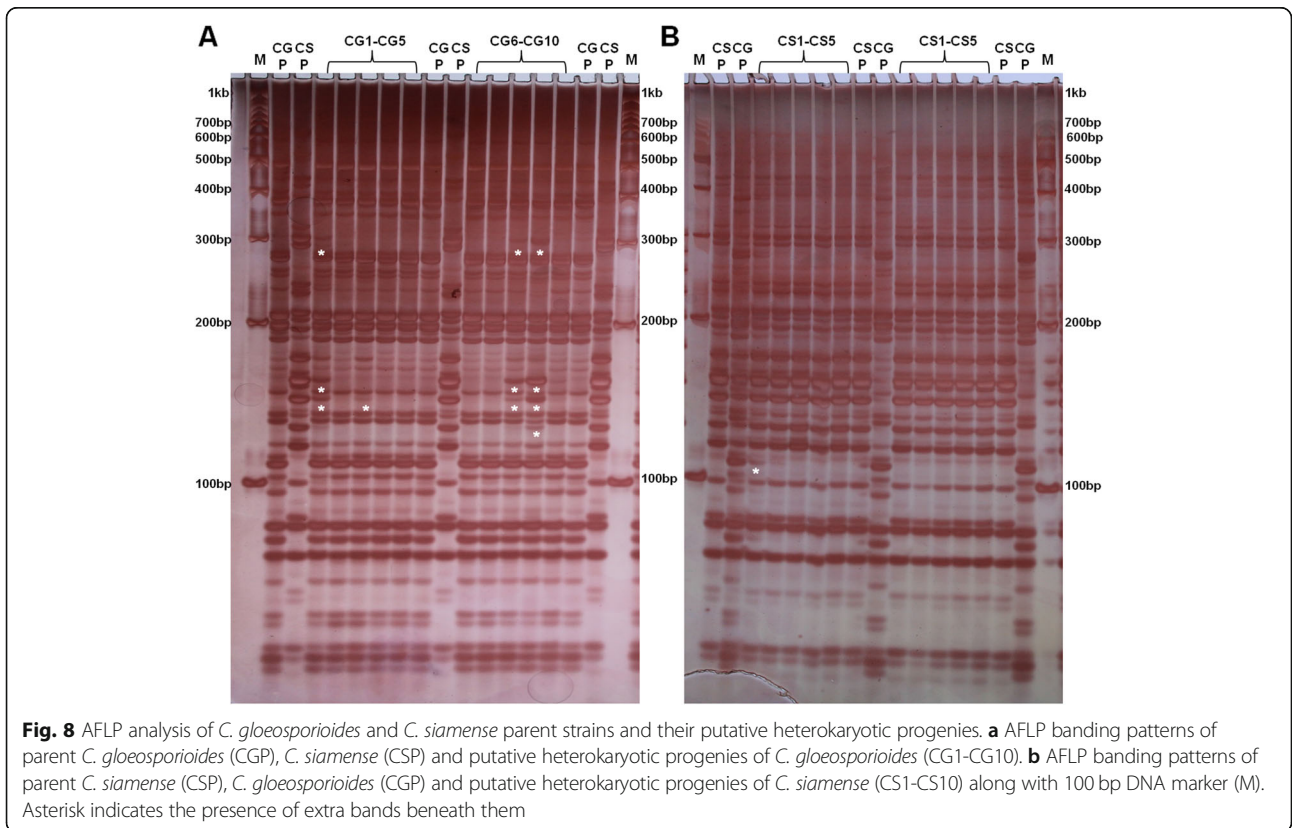 A
B
CG CS CG1-CG5 CG CS CG6-CG10 CG CS
M P P P P P P M
CS CG CS1-CS5 CS CG CS1-CS5 CS CG
M P P P P P P M
1kb 1kb 1kb
700bp 700bp 700bp
600bp 600bp 600bp
500bp 500bp 500bp
400bp 400bp 400bp
300bp 300bp 300bp
200bp 200bp 200bp
100bp 100bp 100bp
Fig. 8 AFLP analysis of C. gloeosporioides and C. siamense parent strains and their putative heterokaryotic progenies. a AFLP banding patterns of
parent C. gloeosporioides (CGP), C. siamense (CSP) and putative heterokaryotic progenies of C. gloeosporioides (CG1-CG10). b AFLP banding patterns of
parent C. siamense (CSP), C. gloeosporioides (CGP) and putative heterokaryotic progenies of C. siamense (CS1-CS10) along with 100 bp DNA marker (M).
Asterisk indicates the presence of extra bands beneath them